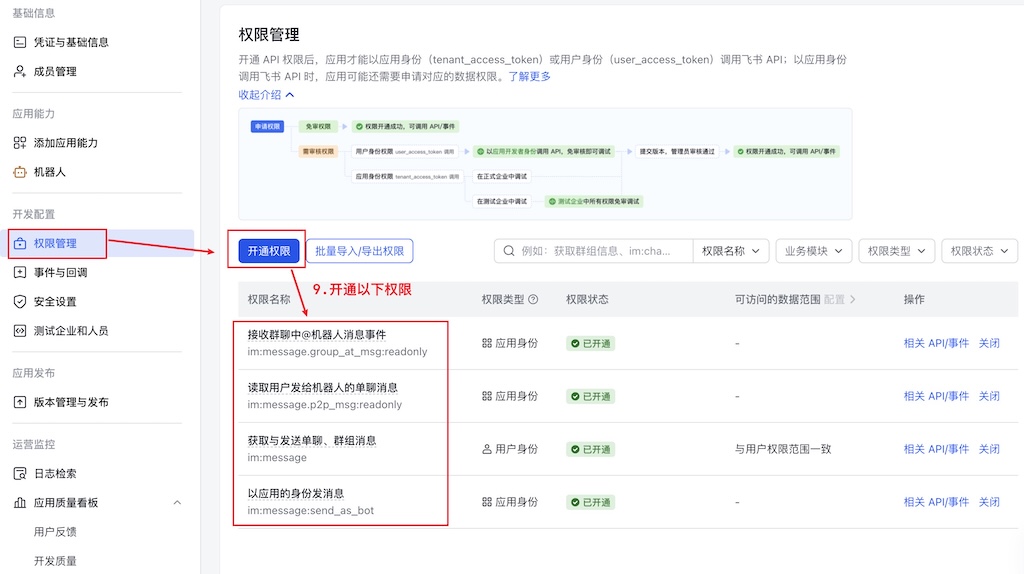 基础信息
凭证与基础信息
成员管理
应用能力
添加应用能力
机器人
开发配置
权限管理
事件与回调
安全设置
测试企业和人员
应用发布
版本管理与发布
运营监控
日志检索
应用质量看板
用户反馈
开发质量
权限管理
开通 API 权限后，应用才能以应用身份（tenant_access_token）或用户身份（user_access_token）调用飞书 API；以应用身份
调用飞书 API 时，应用可能还需要申请对应的数据权限。了解更多
收起介绍
申请权限 免审权限 权限开通成功，可调用 API/事件
需审核权限 用户身份权限 user_access_token 调用 以应用开发者身份调用 API，免审核即可调试 提交版本、管理员审核通过 权限开通成功，可调用 API/事件
应用身份权限 tenant_access_token 调用 在正式企业中调试
在测试企业中调试 测试企业中所有权限免审调试
开通权限 批量导入/导出权限 例如：获取群组信息、im:cha... 权限名称 业务模块 权限类型 权限状态
9.开通以下权限
权限名称 权限类型 权限状态 可访问的数据范围 配置 操作
接收群聊中@机器人消息事件
im:message.group_at_msg:readonly
应用身份 已开通 - 相关 API/事件 关闭
读取用户发给机器人的单聊消息
im:message.p2p_msg:readonly
应用身份 已开通 - 相关 API/事件 关闭
获取与发送单聊、群组消息
im:message
用户身份 已开通 与用户权限范围一致 相关 API/事件 关闭
以应用的身份发消息
im:message:send_as_bot
应用身份 已开通 - 相关 API/事件 关闭